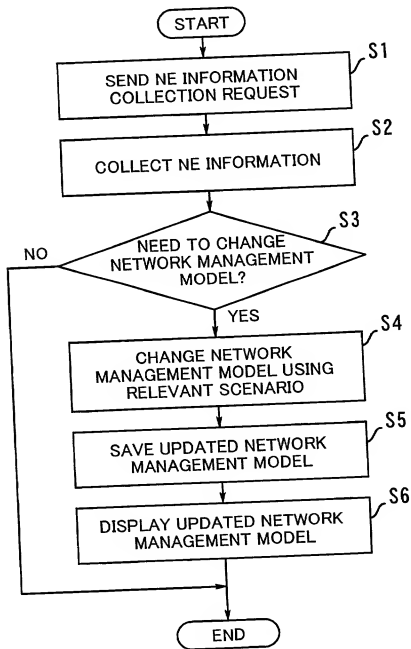 START
S1
SEND NE INFORMATION
COLLECTION REQUEST
S2
COLLECT NE INFORMATION
S3
NO
NEED TO CHANGE
NETWORK MANAGEMENT
MODEL?
YES
S4
CHANGE NETWORK
MANAGEMENT MODEL USING
RELEVANT SCENARIO
S5
SAVE UPDATED NETWORK
MANAGEMENT MODEL
S6
DISPLAY UPDATED NETWORK
MANAGEMENT MODEL
END